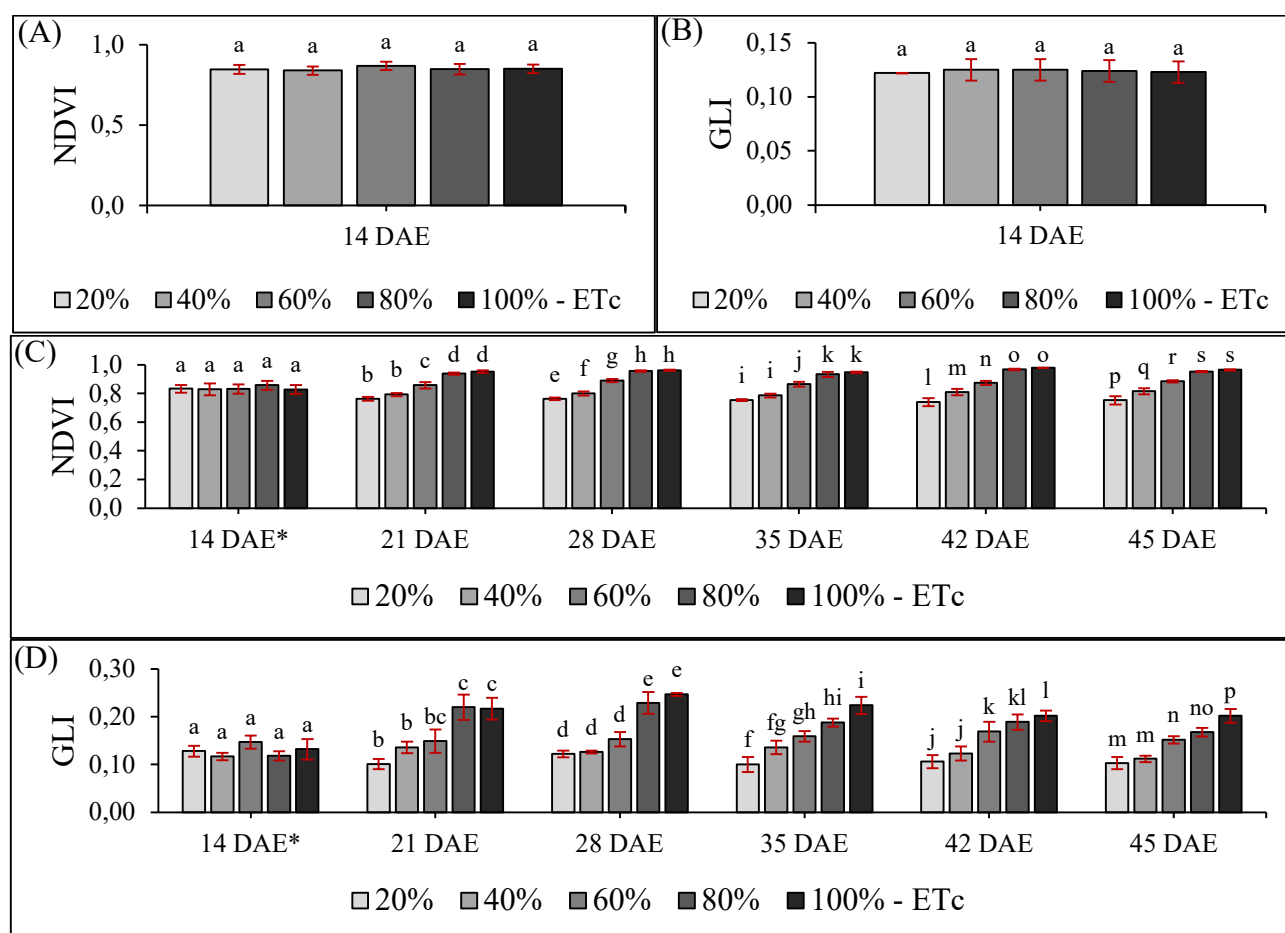 (A)
NDVI
1,0
0,5
0,0
a a a a a
14 DAE
20% 40% 60% 80% 100% - ETc
(B)
GLI
0,15
0,10
0,05
0,00
a a a a a
14 DAE
20% 40% 60% 80% 100% - ETc
(C)
NDVI
1,0
0,8
0,6
0,4
0,2
0,0
a a a a a b b c d d e f g h h i i j k k l m n o o p q r s s
14 DAE* 21 DAE 28 DAE 35 DAE 42 DAE 45 DAE
20% 40% 60% 80% 100% - ETc
(D)
GLI
0,30
0,20
0,10
0,00
a a a a a b b bc c c d d d e e f fg gh hi i j j k kl l m m n no p
14 DAE* 21 DAE 28 DAE 35 DAE 42 DAE 45 DAE
20% 40% 60% 80% 100% - ETc